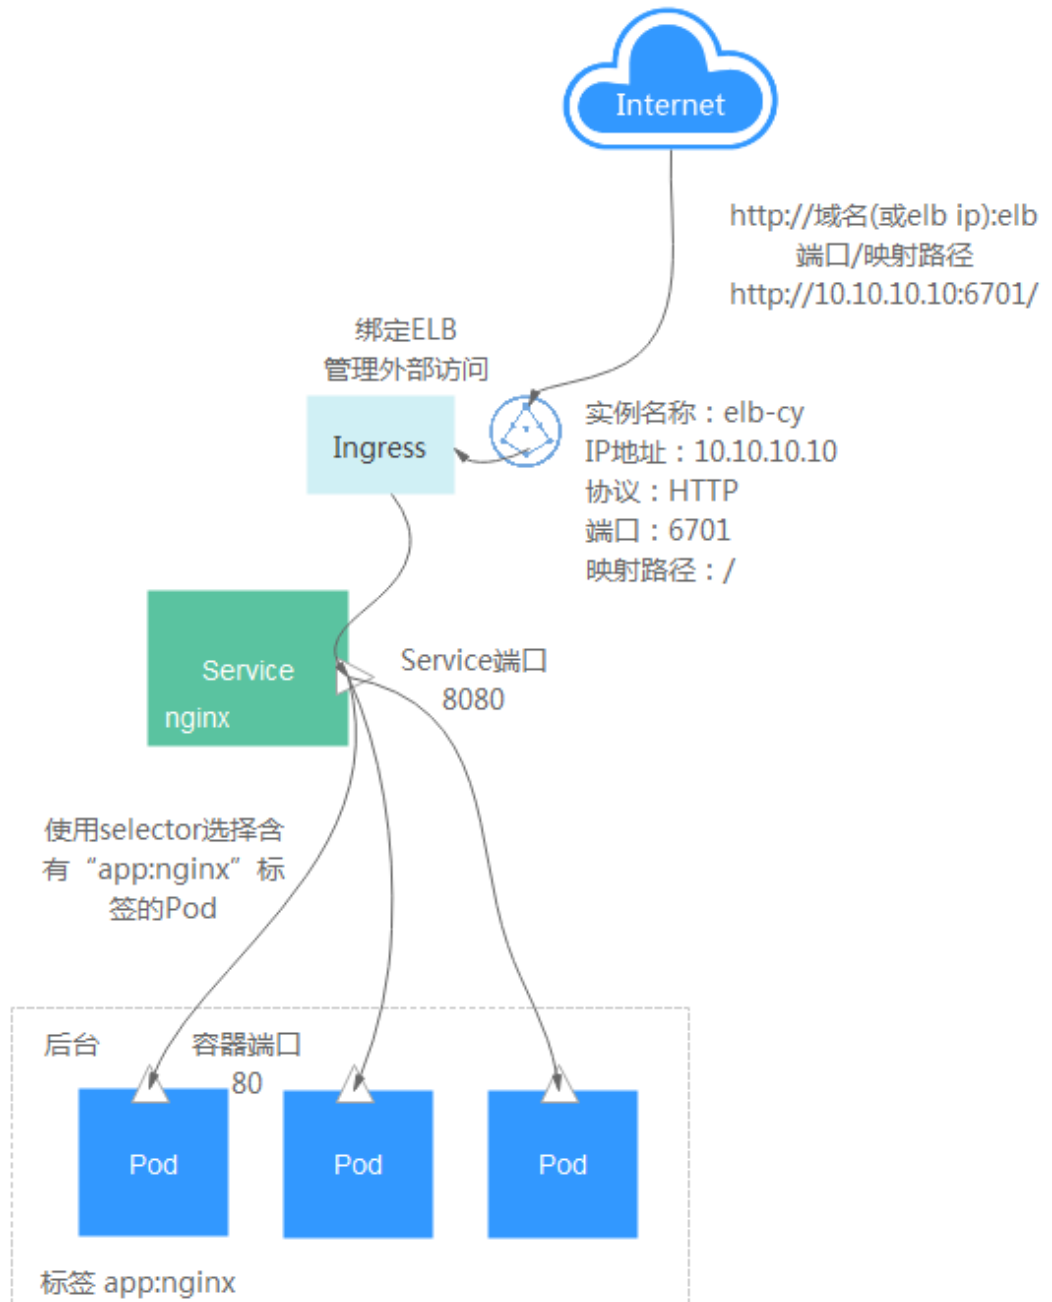 Internet
http://域名(或elb ip):elb
端口/映射路径
http://10.10.10.10:6701/
绑定ELB
管理外部访问
Ingress
实例名称：elb-cy
IP地址：10.10.10.10
协议：HTTP
端口：6701
映射路径：/
Service
nginx
Service端口
8080
使用selector选择含
有“app:nginx”标
签的Pod
后台
容器端口
80
Pod
Pod
Pod
标签 app:nginx